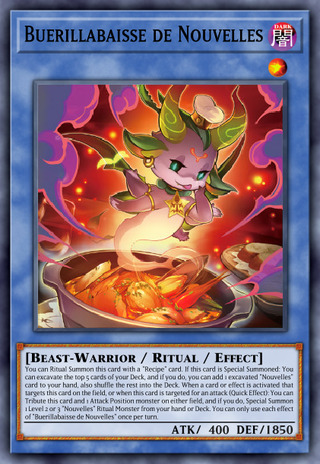 Buerillabaisse de Nouvelles
DARK
闇
[Beast-Warrior / Ritual / Effect]
You can Ritual Summon this card with a "Recipe" card. If this card is Special Summoned: You
can excavate the top 5 cards of your Deck, and if you do, you can add 1 excavated "Nouvelles"
card to your hand, also shuffle the rest into the Deck. When a card or effect is activated that
targets this card on the field, or when this card is targeted for an attack (Quick Effect): You can
Tribute this card and 1 Attack Position monster on either field, and if you do, Special Summon
1 Level 2 or 3 "Nouvelles" Ritual Monster from your hand or Deck. You can only use each effect
of "Buerillabaisse de Nouvelles" once per turn.
ATK/ 400 DEF/1850